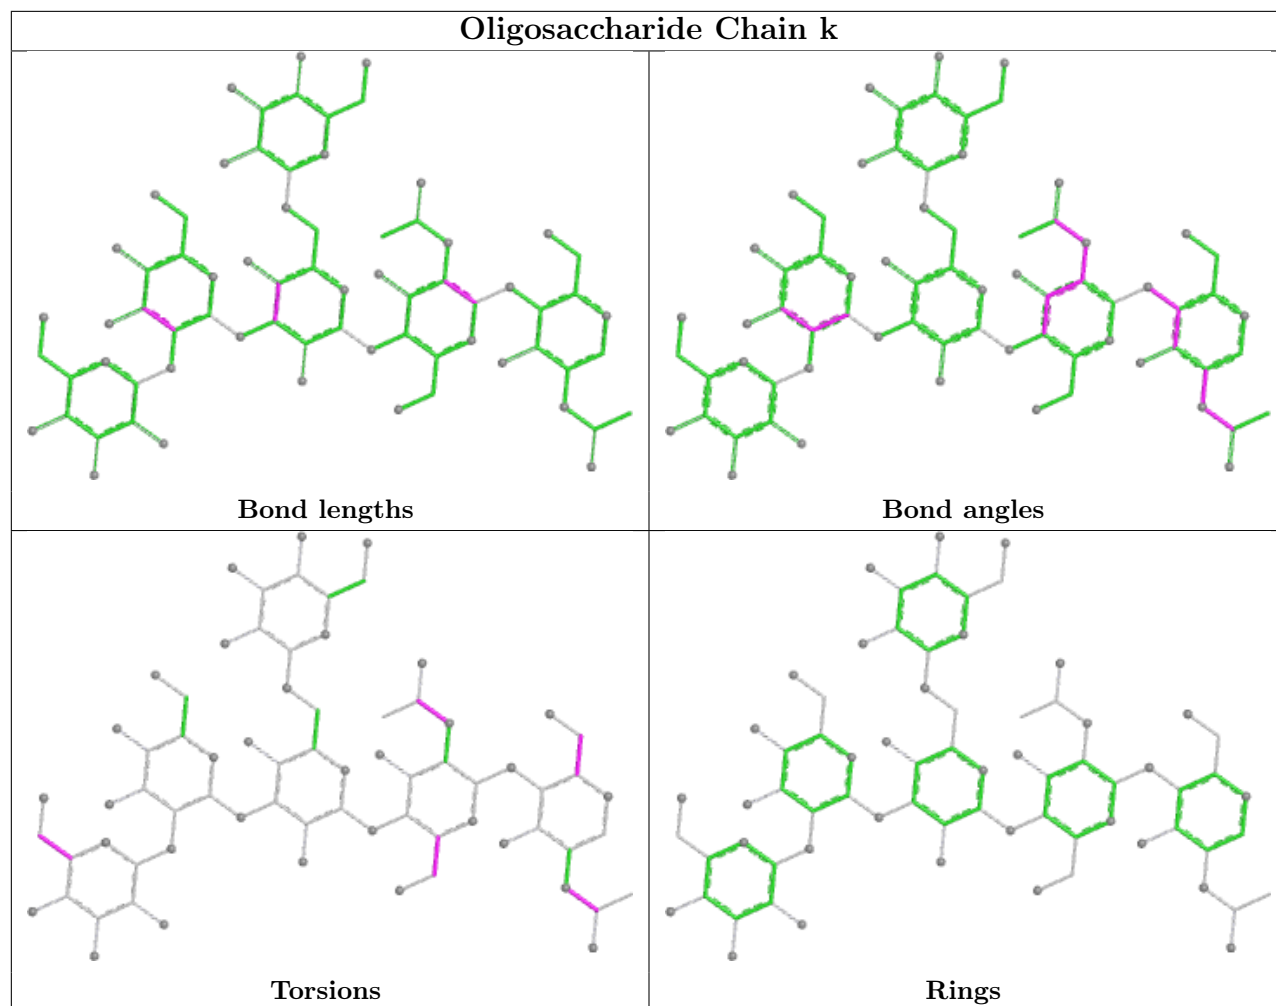 Oligosaccharide Chain k
Bond lengths
Bond angles
Torsions
Rings